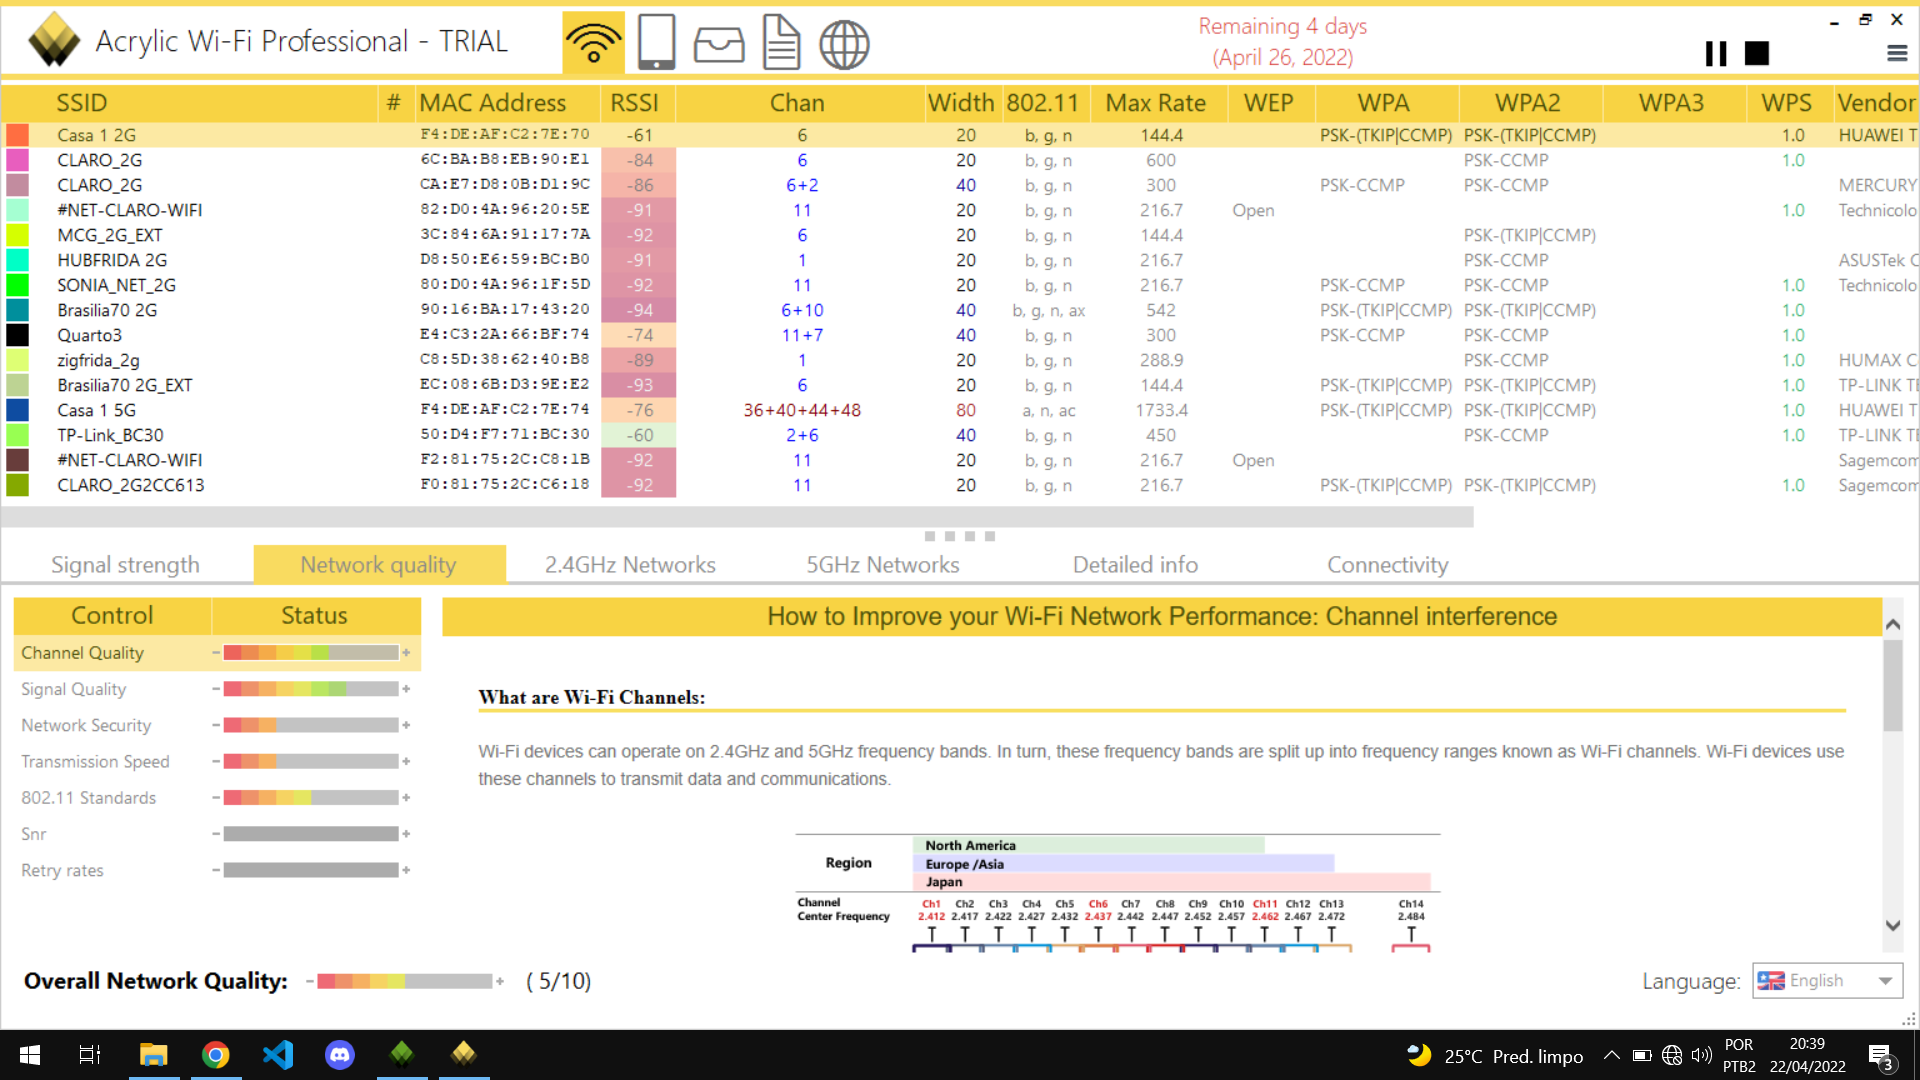 Acrylic Wi-Fi Professional - TRIAL
Remaining 4 days
(April 26, 2022)
SSID # MAC Address RSSI Chan Width 802.11 Max Rate WEP WPA WPA2 WPA3 WPS Vendor
Casa 1 2G F4:DE:AF:C2:7E:70 -61 6 20 b, g, n 144.4 PSK-(TKIP|CCMP) PSK-(TKIP|CCMP) 1.0 HUAWEI T
CLARO_2G 6C:BA:B8:EB:90:E1 -84 6 20 b, g, n 600 PSK-CCMP 1.0
CLARO_2G CA:E7:D8:0B:D1:9C -86 6+2 40 b, g, n 300 PSK-CCMP PSK-CCMP MERCURY
#NET-CLARO-WIFI 82:D0:4A:96:20:5E -91 11 20 b, g, n 216.7 Open 1.0 Technicolo
MCG_2G_EXT 3C:84:6A:91:17:7A -92 6 20 b, g, n 144.4 PSK-(TKIP|CCMP)
HUBFRIDA 2G D8:50:E6:59:BC:B0 -91 1 20 b, g, n 216.7 PSK-CCMP ASUSTek C
SONIA_NET_2G 80:D0:4A:96:1F:5D -92 11 20 b, g, n 216.7 PSK-CCMP PSK-CCMP 1.0 Technicolo
Brasilia70 2G 90:16:BA:17:43:20 -94 6+10 40 b, g, n, ax 542 PSK-(TKIP|CCMP) PSK-(TKIP|CCMP) 1.0
Quarto3 E4:C3:2A:66:BF:74 -74 11+7 40 b, g, n 300 PSK-CCMP PSK-CCMP 1.0
zigfrida_2g C8:5D:38:62:40:B8 -89 1 20 b, g, n 288.9 PSK-CCMP 1.0 HUMAX C
Brasilia70 2G_EXT EC:08:6B:D3:9E:E2 -93 6 20 b, g, n 144.4 PSK-(TKIP|CCMP) PSK-(TKIP|CCMP) 1.0 TP-LINK TE
Casa 1 5G F4:DE:AF:C2:7E:74 -76 36+40+44+48 80 a, n, ac 1733.4 PSK-(TKIP|CCMP) PSK-(TKIP|CCMP) 1.0 HUAWEI T
TP-Link_BC30 50:D4:F7:71:BC:30 -60 2+6 40 b, g, n 450 PSK-CCMP 1.0 TP-LINK TE
#NET-CLARO-WIFI F2:81:75:2C:C8:1B -92 11 20 b, g, n 216.7 Open Sagemcom
CLARO_2G2CC613 F0:81:75:2C:C6:18 -92 11 20 b, g, n 216.7 PSK-(TKIP|CCMP) PSK-(TKIP|CCMP) 1.0 Sagemcom
Signal strength Network quality 2.4GHz Networks 5GHz Networks Detailed info Connectivity
Control Status
Channel Quality - +
Signal Quality - +
Network Security - +
Transmission Speed - +
802.11 Standards - +
Snr - +
Retry rates - +
How to Improve your Wi-Fi Network Performance: Channel interference
What are Wi-Fi Channels:
Wi-Fi devices can operate on 2.4GHz and 5GHz frequency bands. In turn, these frequency bands are split up into frequency ranges known as Wi-Fi channels. Wi-Fi devices use
these channels to transmit data and communications.
Region
North America
Europe /Asia
Japan
Channel Ch1 Ch2 Ch3 Ch4 Ch5 Ch6 Ch7 Ch8 Ch9 Ch10 Ch11 Ch12 Ch13 Ch14
Center Frequency 2.412 2.417 2.422 2.427 2.432 2.437 2.442 2.447 2.452 2.457 2.462 2.467 2.472 2.484
Overall Network Quality: - + ( 5/10)
Language: English
25°C Pred. limpo
POR
PTB2
20:39
22/04/2022
3